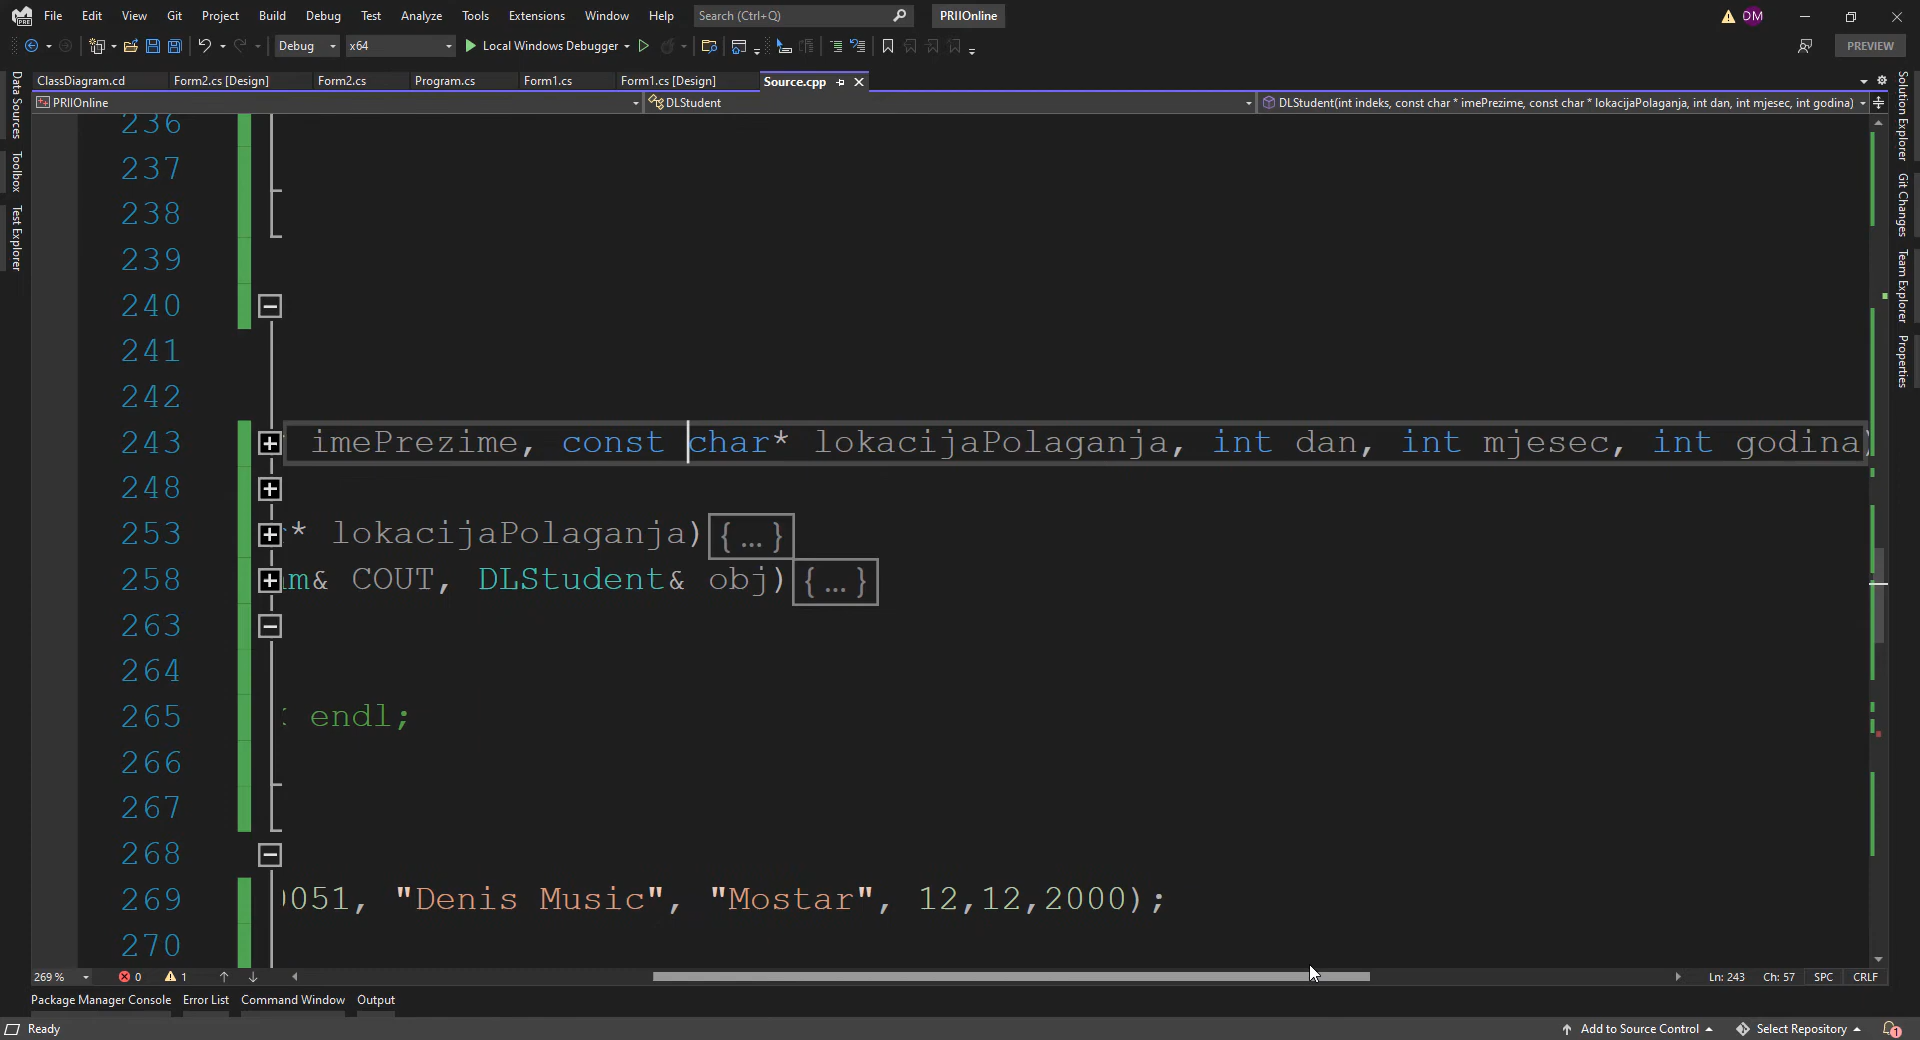 File Edit View Git Project Build Debug Test Analyze Tools Extensions Window Help Search (Ctrl+Q) PRIIOnline DM
Debug x64 Local Windows Debugger PREVIEW
ClassDiagram.cd Form2.cs [Design] Form2.cs Program.cs Form1.cs Form1.cs [Design] Source.cpp
PRIIOnline DLStudent DLStudent(int indeks, const char * imePrezime, const char * lokacijaPolaganja, int dan, int mjesec, int godina)
Data Sources
Toolbox
Test Explorer
236
237
238
239
240
241
242
243 imePrezime, const char* lokacijaPolaganja, int dan, int mjesec, int godina)
248
253 * lokacijaPolaganja) { ... }
258 m& COUT, DLStudent& obj) { ... }
263
264
265 endl;
266
267
268
269 0051, "Denis Music", "Mostar", 12,12,2000);
270
Solution Explorer
Git Changes
Team Explorer
Properties
269 % 0 1 Ln: 243 Ch: 57 SPC CRLF
Package Manager Console Error List Command Window Output
Ready Add to Source Control Select Repository 1